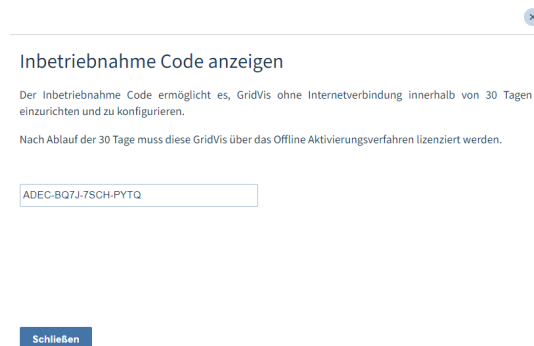 Inbetriebnahme Code anzeigen
Der Inbetriebnahme Code ermöglicht es, GridVis ohne Internetverbindung innerhalb von 30 Tagen
einzurichten und zu konfigurieren.
Nach Ablauf der 30 Tage muss diese GridVis über das Offline Aktivierungsverfahren lizenziert werden.
ADEC-BQ7J-7SCH-PYTQ
Schließen